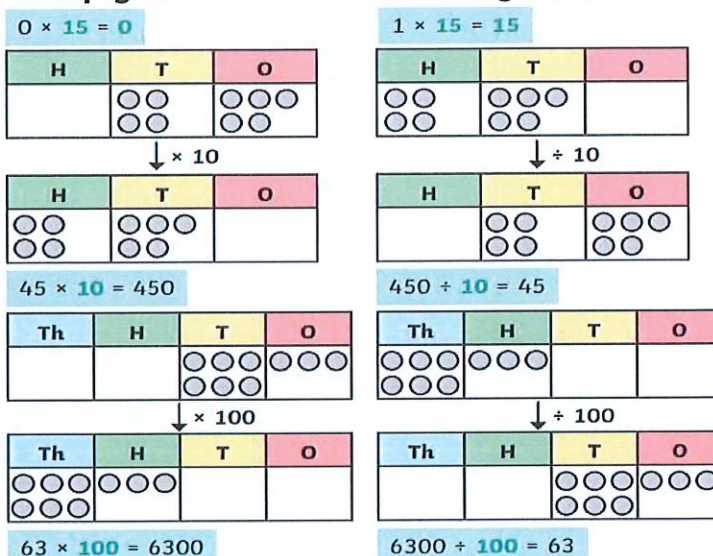 0 × 15 = 0
H T O
× 10
H T O
45 × 10 = 450
Th H T O
× 100
Th H T O
63 × 100 = 6300
1 × 15 = 15
H T O
÷ 10
H T O
450 ÷ 10 = 45
Th H T O
÷ 100
Th H T O
6300 ÷ 100 = 63